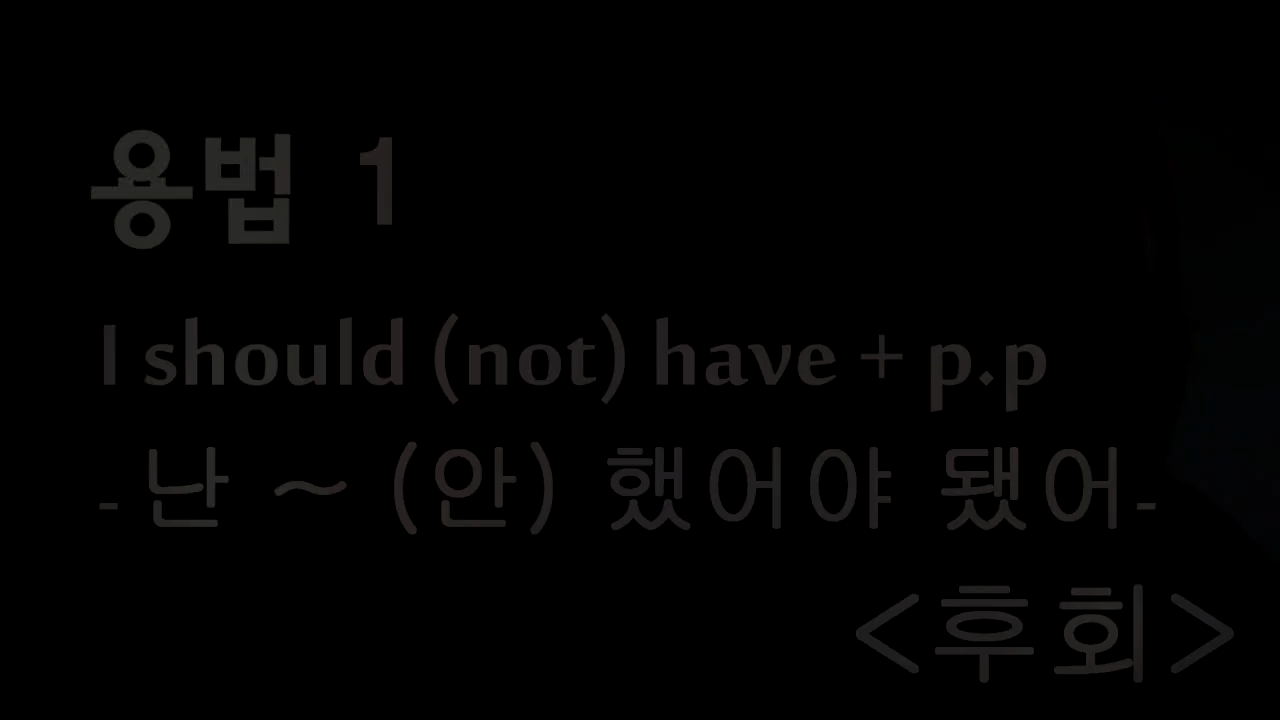 용법 1
I should (not) have + p.p
-난 ~ (안) 했어야 됐어-
<후회>